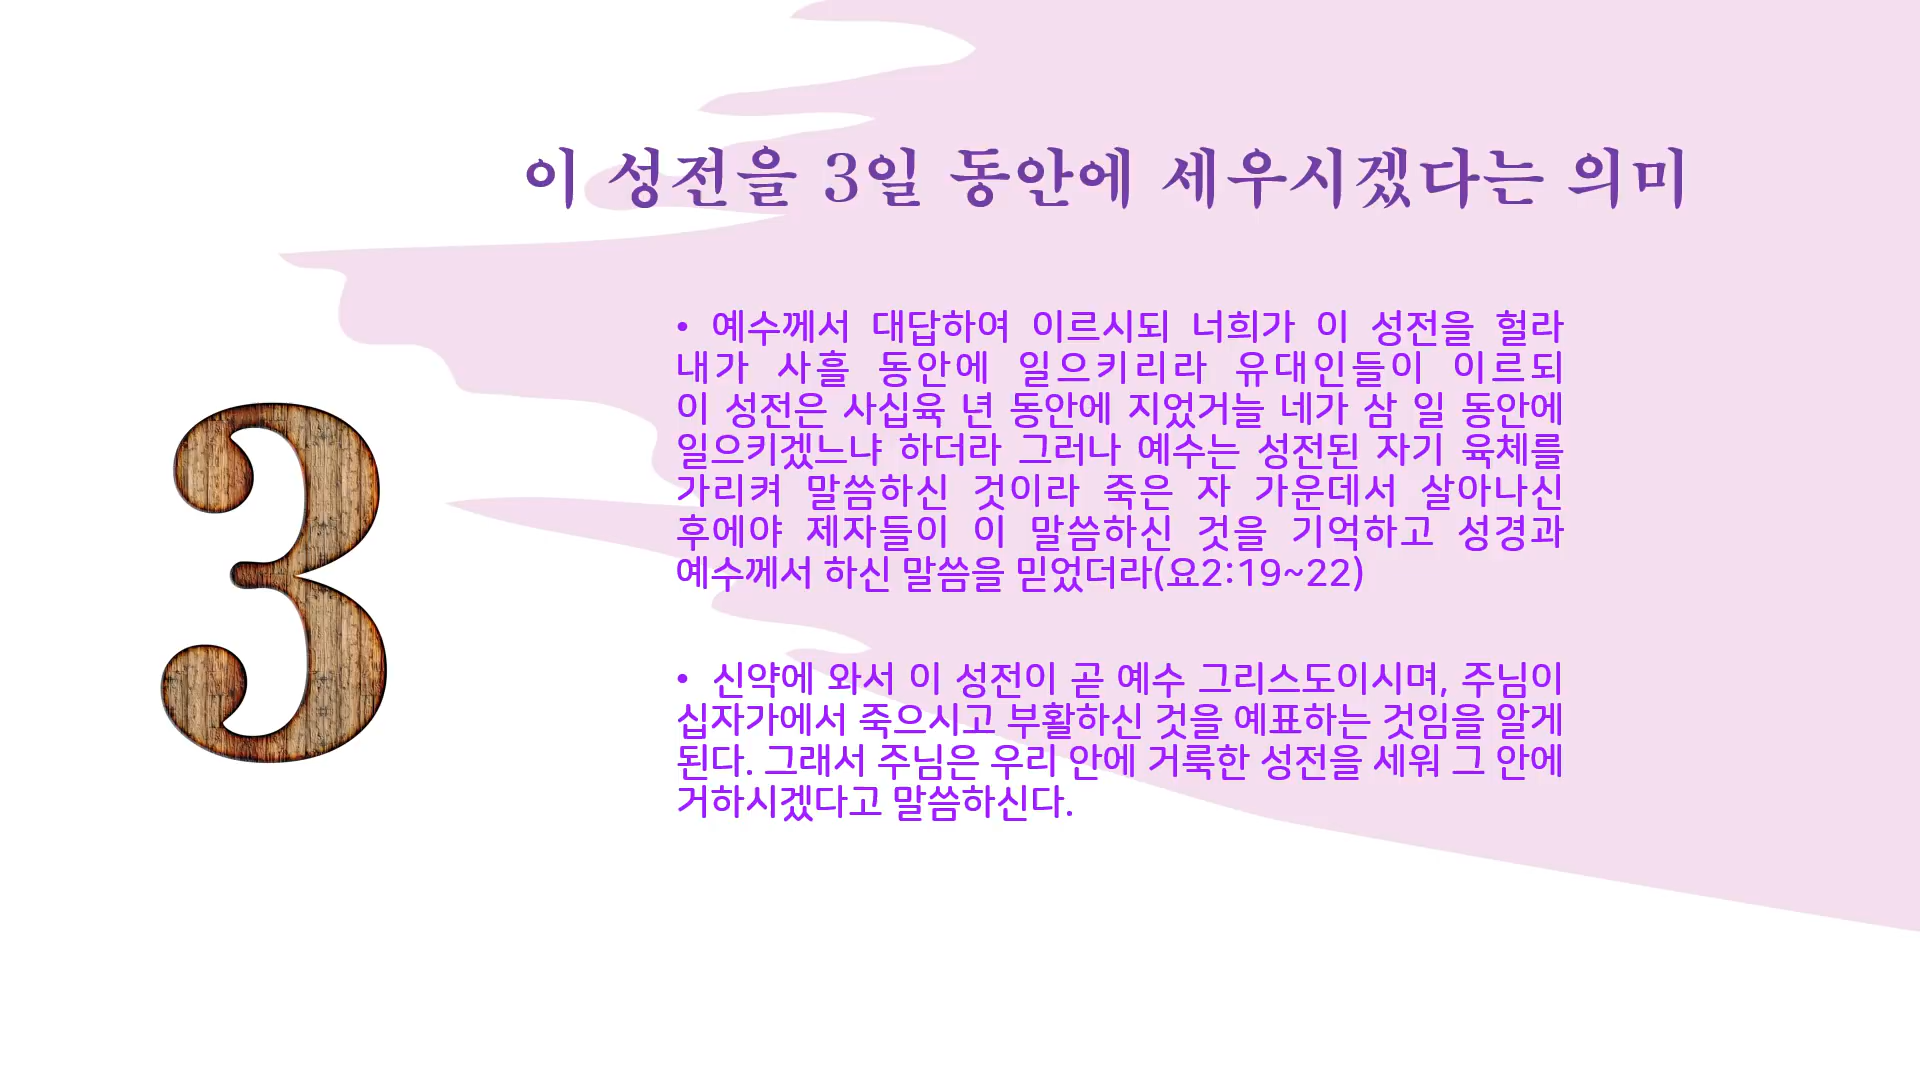 이 성전을 3일 동안에 세우시겠다는 의미
3
• 예수께서 대답하여 이르시되 너희가 이 성전을 헐라
내가 사흘 동안에 일으키리라 유대인들이 이르되
이 성전은 사십육 년 동안에 지었거늘 네가 삼 일 동안에
일으키겠느냐 하더라 그러나 예수는 성전된 자기 육체를
가리켜 말씀하신 것이라 죽은 자 가운데서 살아나신
후에야 제자들이 이 말씀하신 것을 기억하고 성경과
예수께서 하신 말씀을 믿었더라(요2:19~22)
• 신약에 와서 이 성전이 곧 예수 그리스도이시며, 주님이
십자가에서 죽으시고 부활하신 것을 예표하는 것임을 알게
된다. 그래서 주님은 우리 안에 거룩한 성전을 세워 그 안에
거하시겠다고 말씀하신다.